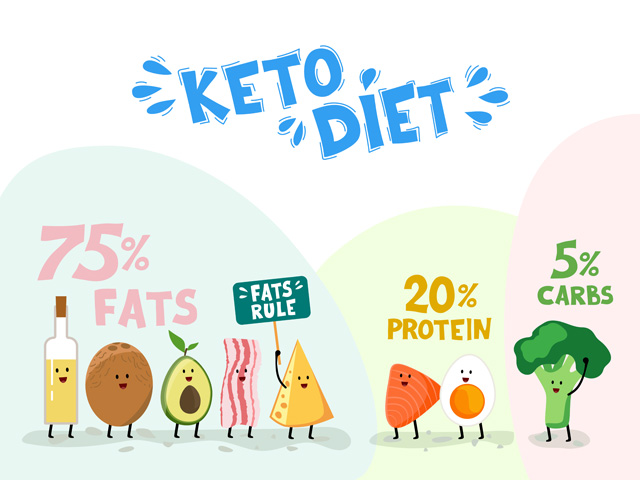 KETO
DIET
75%
FATS
FATS
RULE
20%
PROTEIN
5%
CARBS